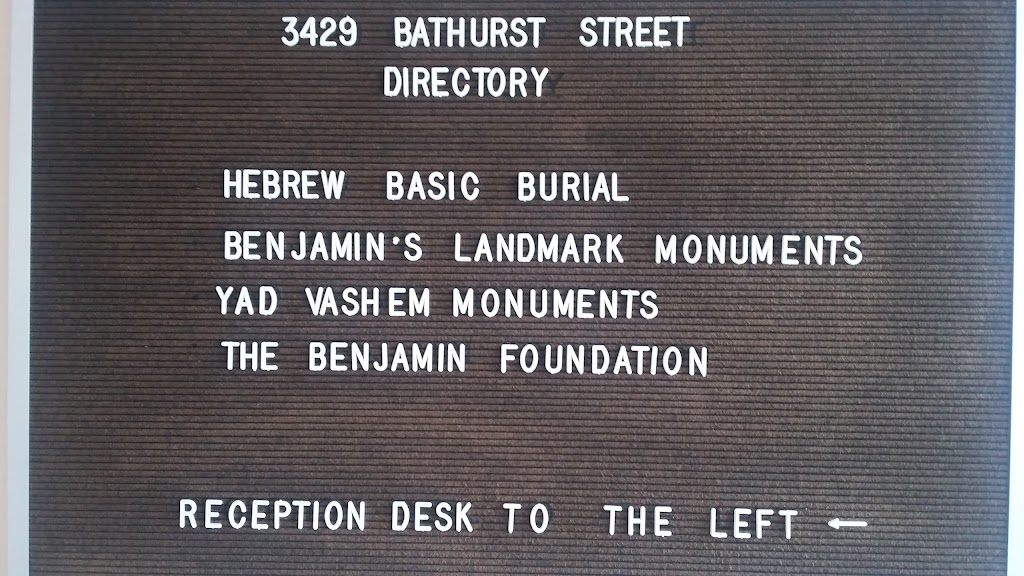 3429 BATHURST STREET
DIRECTORY
HEBREW BASIC BURIAL
BENJAMIN'S LANDMARK MONUMENTS
YAD VASHEM MONUMENTS
THE BENJAMIN FOUNDATION
RECEPTION DESK TO THE LEFT ←